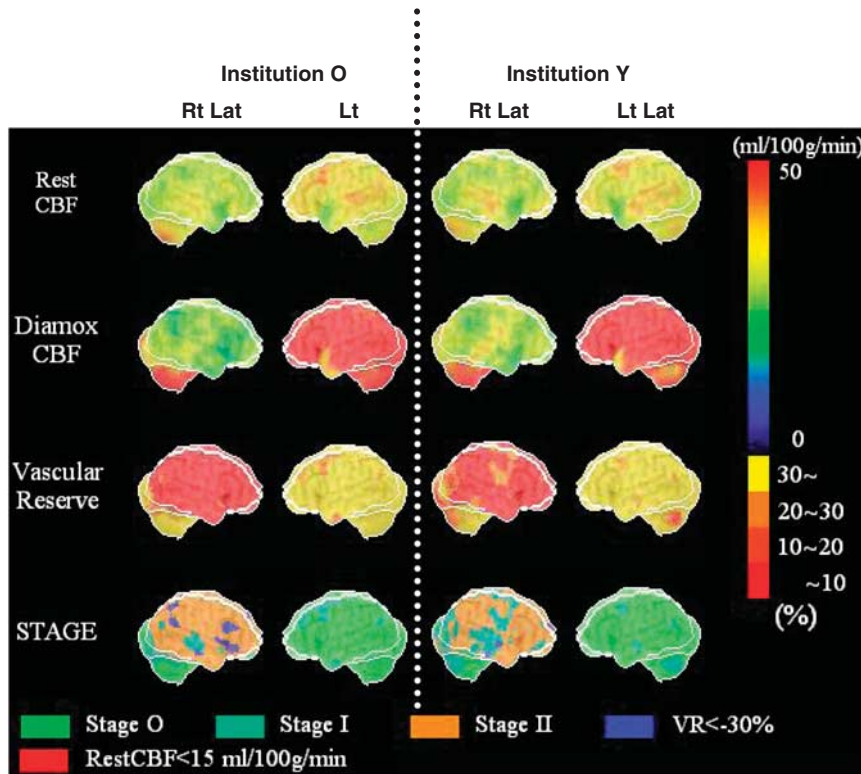 Institution O Institution Y
Rt Lat Lt Rt Lat Lt Lat
(ml/100g/min)
50
Rest
CBF
Diamox
CBF
0
Vascular
Reserve
30~
20~30
10~20
~10
(%)
STAGE
Stage O Stage I Stage II VR<-30%
RestCBF<15 ml/100g/min